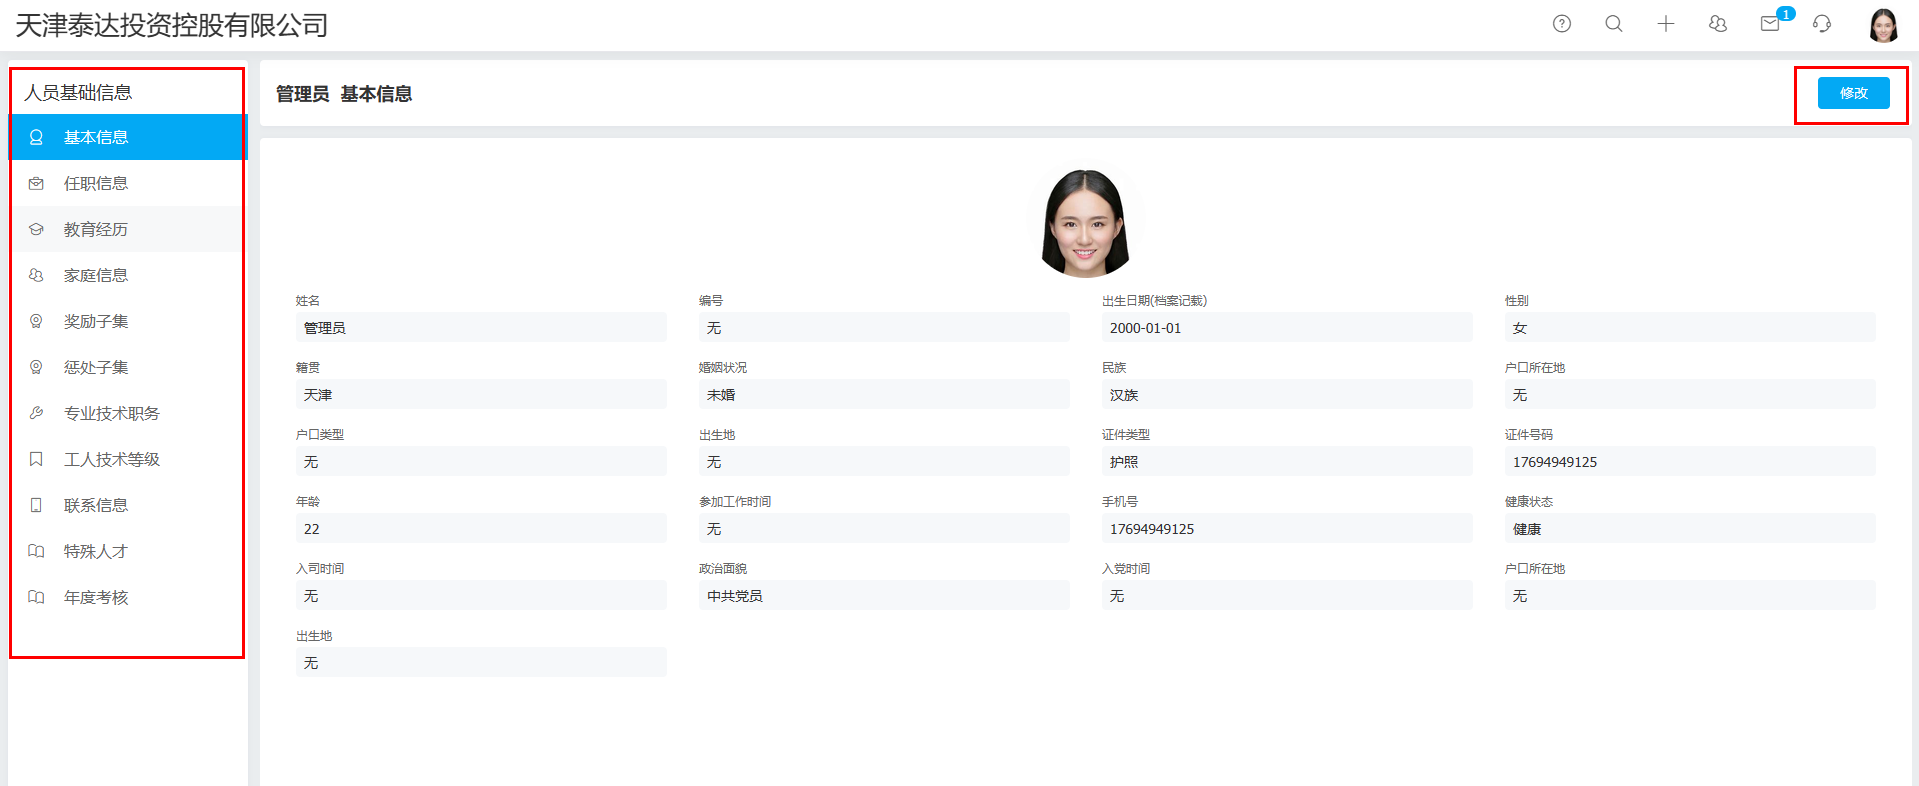 天津泰达投资控股有限公司
1
人员基础信息
基本信息
任职信息
教育经历
家庭信息
奖励子集
惩处子集
专业技术职务
工人技术等级
联系信息
特殊人才
年度考核
管理员 基本信息
修改
姓名 编号 出生日期(档案记载) 性别
管理员 无 2000-01-01 女
籍贯 婚姻状况 民族 户口所在地
天津 未婚 汉族 无
户口类型 出生地 证件类型 证件号码
无 无 护照 17694949125
年龄 参加工作时间 手机号 健康状态
22 无 17694949125 健康
入司时间 政治面貌 入党时间 户口所在地
无 中共党员 无 无
出生地
无